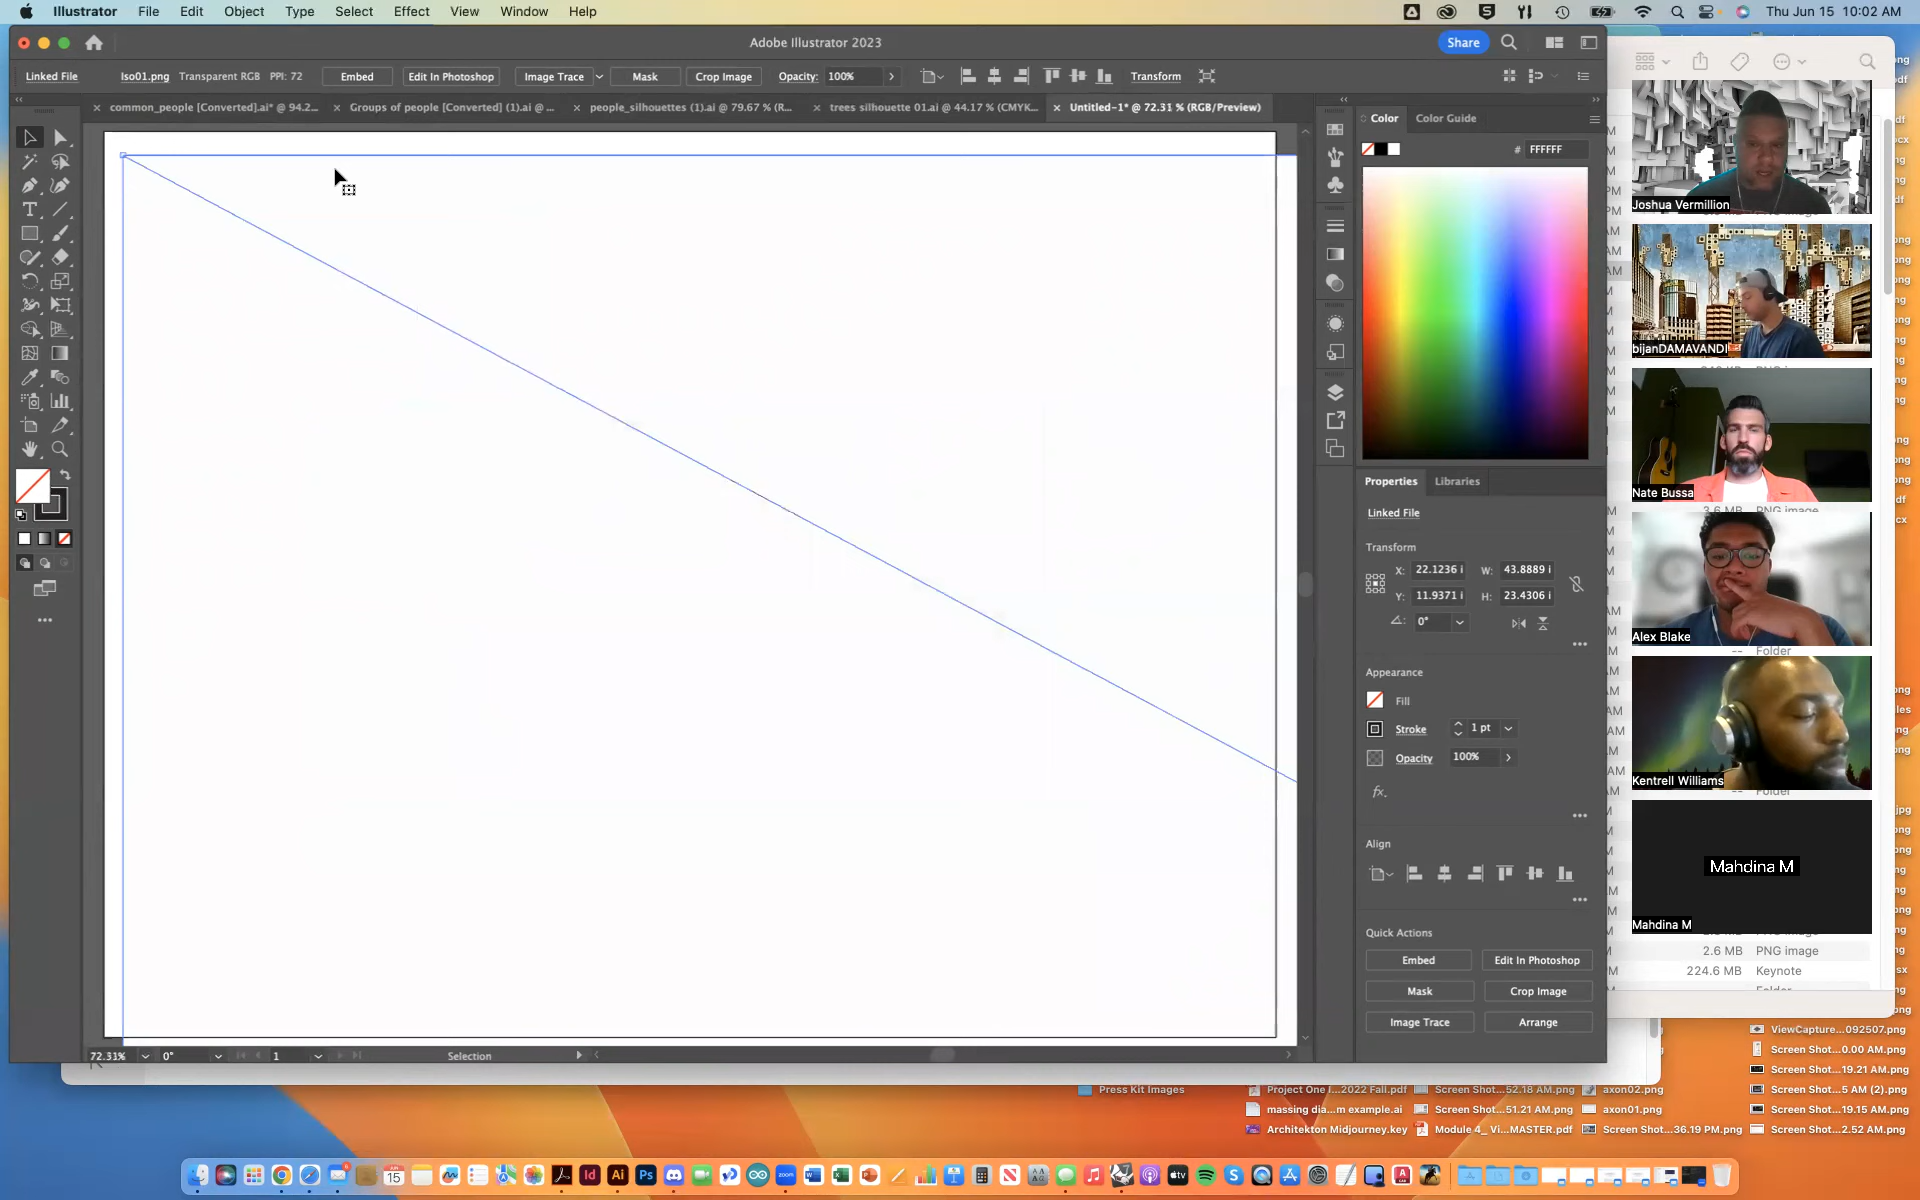 Illustrator File Edit Object Type Select Effect View Window Help
Thu Jun 15 10:02 AM
Adobe Illustrator 2023
Share
Linked File Iso01.png Transparent RGB PPI: 72 Embed Edit In Photoshop Image Trace Mask Crop Image Opacity: 100% Transform
common_people [Converted].ai* @ 94.2... Groups of people [Converted] (1).ai @ ... people_silhouettes (1).ai @ 79.67 % (R... trees silhouette 01.ai @ 44.17 % (CMYK... Untitled-1* @ 72.31 % (RGB/Preview)
Color Color Guide
# FFFFFF
Properties Libraries
Linked File
Transform
X: 22.1236 i W: 43.8889 i
Y: 11.9371 i H: 23.4306 i
0°
Appearance
Fill
Stroke 1 pt
Opacity 100%
fx.
Align
Quick Actions
Embed Edit In Photoshop
Mask Crop Image
Image Trace Arrange
72.31% 0° 1 Selection
Joshua Vermillion
bijanDAMAVANDI
Nate Bussa
3.6 MB PNG image
Alex Blake
-- Folder
Kentrell Williams
Mahdina M
Mahdina M
2.6 MB PNG image
224.6 MB Keynote
ViewCapture...092507.png
Screen Shot...0.00 AM.png
Screen Shot...19.21 AM.png
Press Kit Images Project One I...2022 Fall.pdf Screen Shot...52.18 AM.png axon02.png Screen Shot...5 AM (2).png
massing dia...m example.ai Screen Shot...51.21 AM.png axon01.png Screen Shot...19.15 AM.png
Architekton Midjourney.key Module 4_ Vi...MASTER.pdf Screen Shot...36.19 PM.png Screen Shot...2.52 AM.png